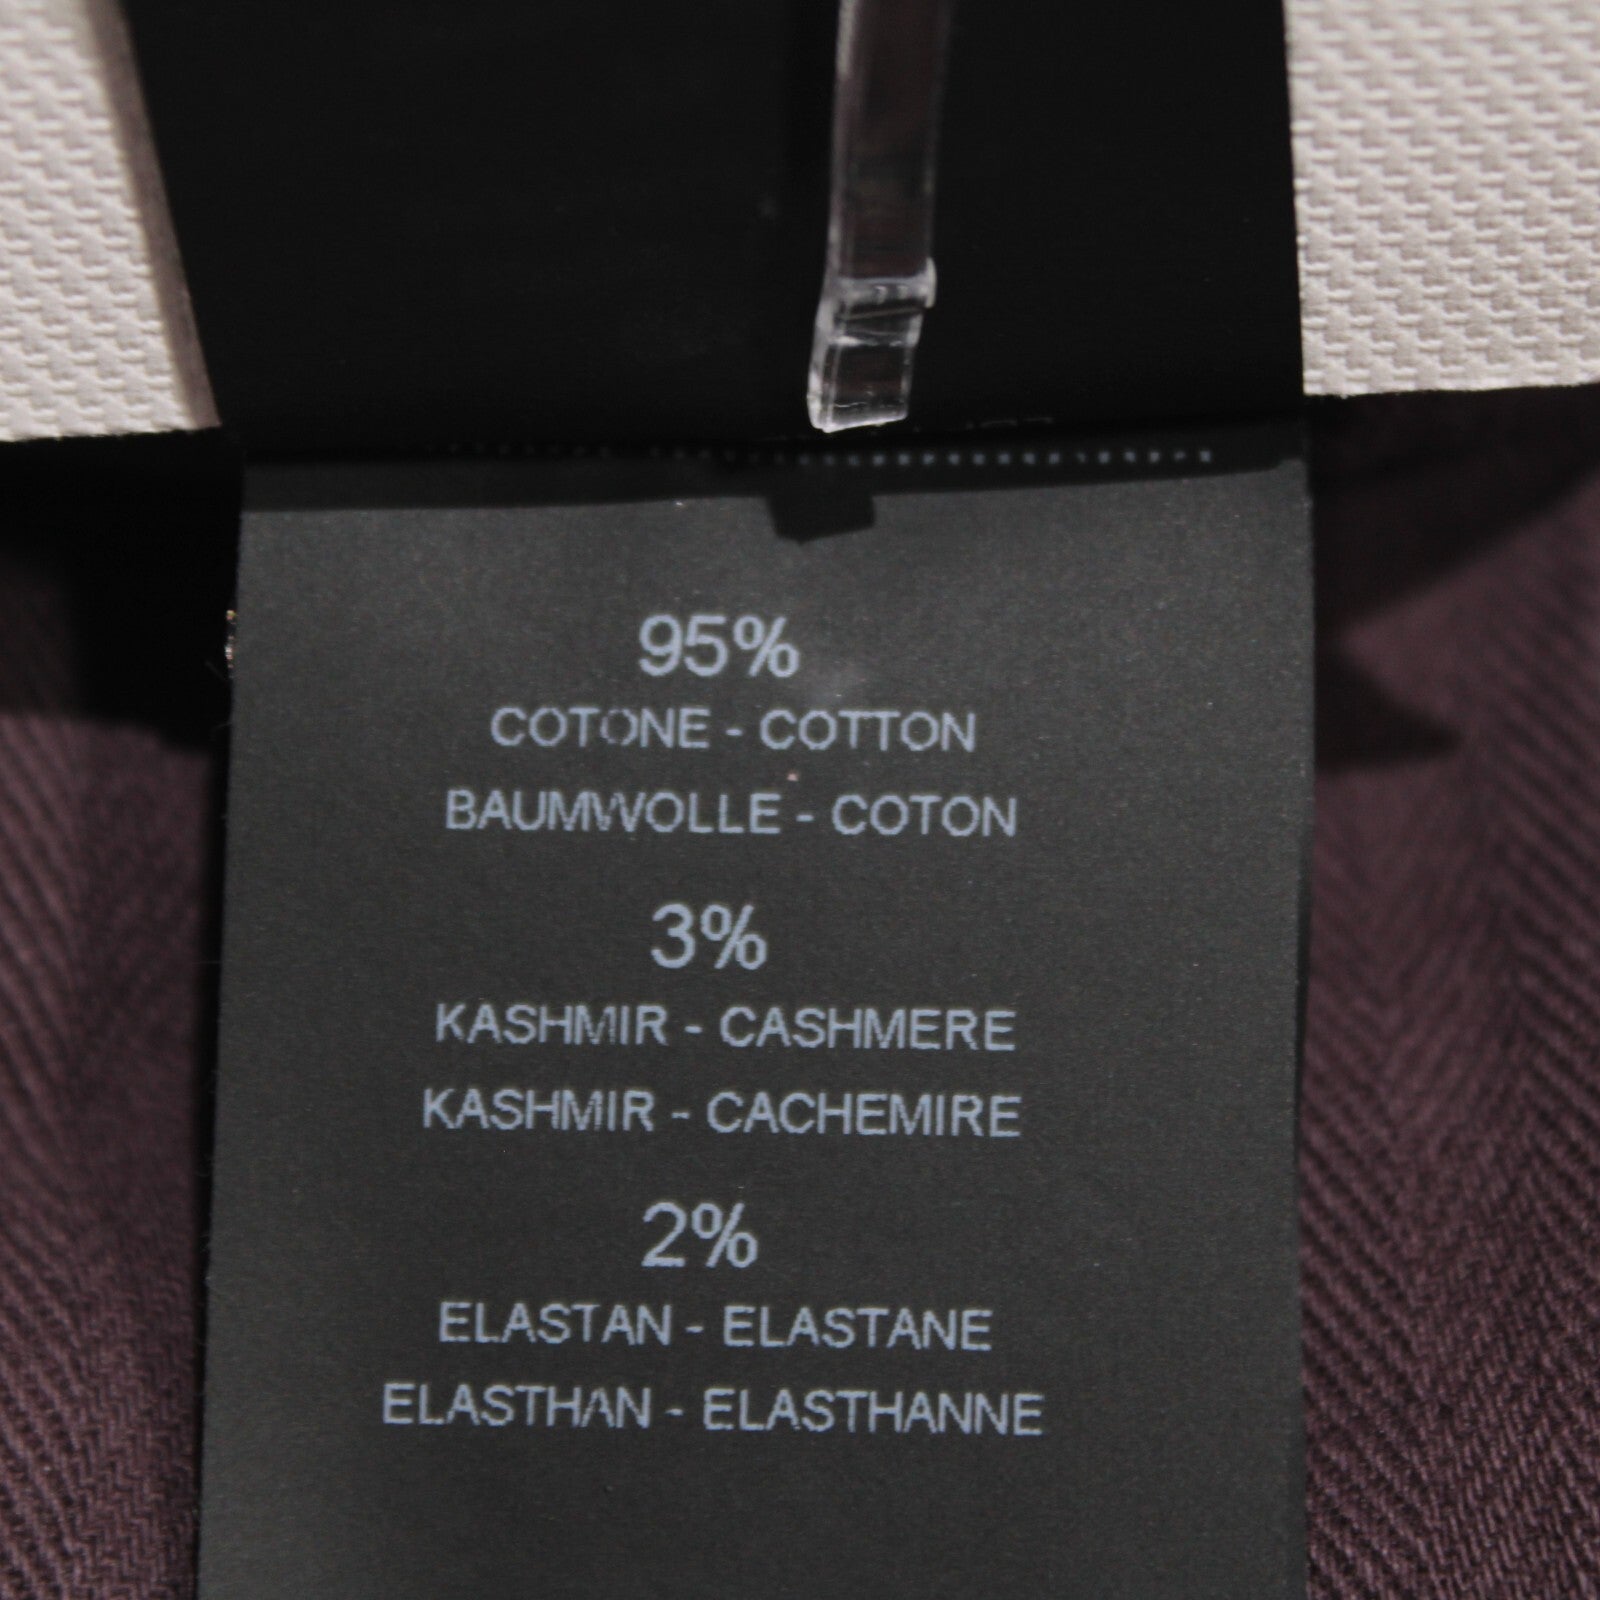 95%
COTONE - COTTON
BAUMWOLLE - COTON
3%
KASHMIR - CASHMERE
KASHMIR - CACHEMIRE
2%
ELASTAN - ELASTANE
ELASTHAN - ELASTHANNE